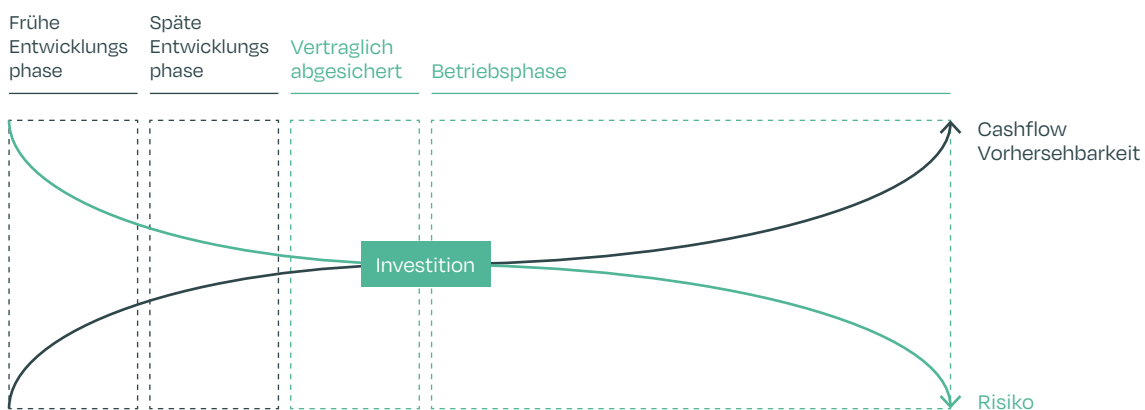 Frühe
Entwicklungs
phase
Späte
Entwicklungs
phase
Vertraglich
abgesichert
Betriebsphase
Cashflow
Vorhersehbarkeit
Investition
Risiko